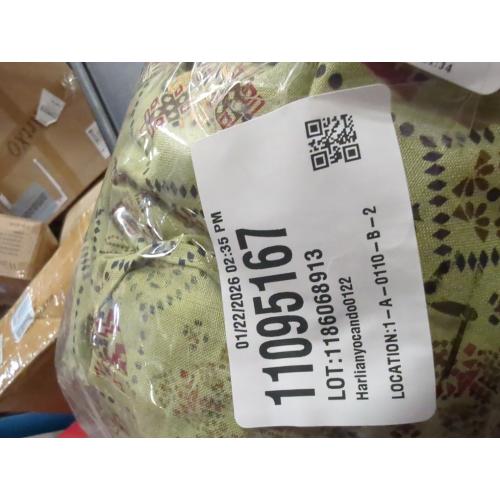 01/22/2026 02:35 PM
11095167
LOT:1186068913
Harlianyocando0122
LOCATION:1-A-0110-B-2